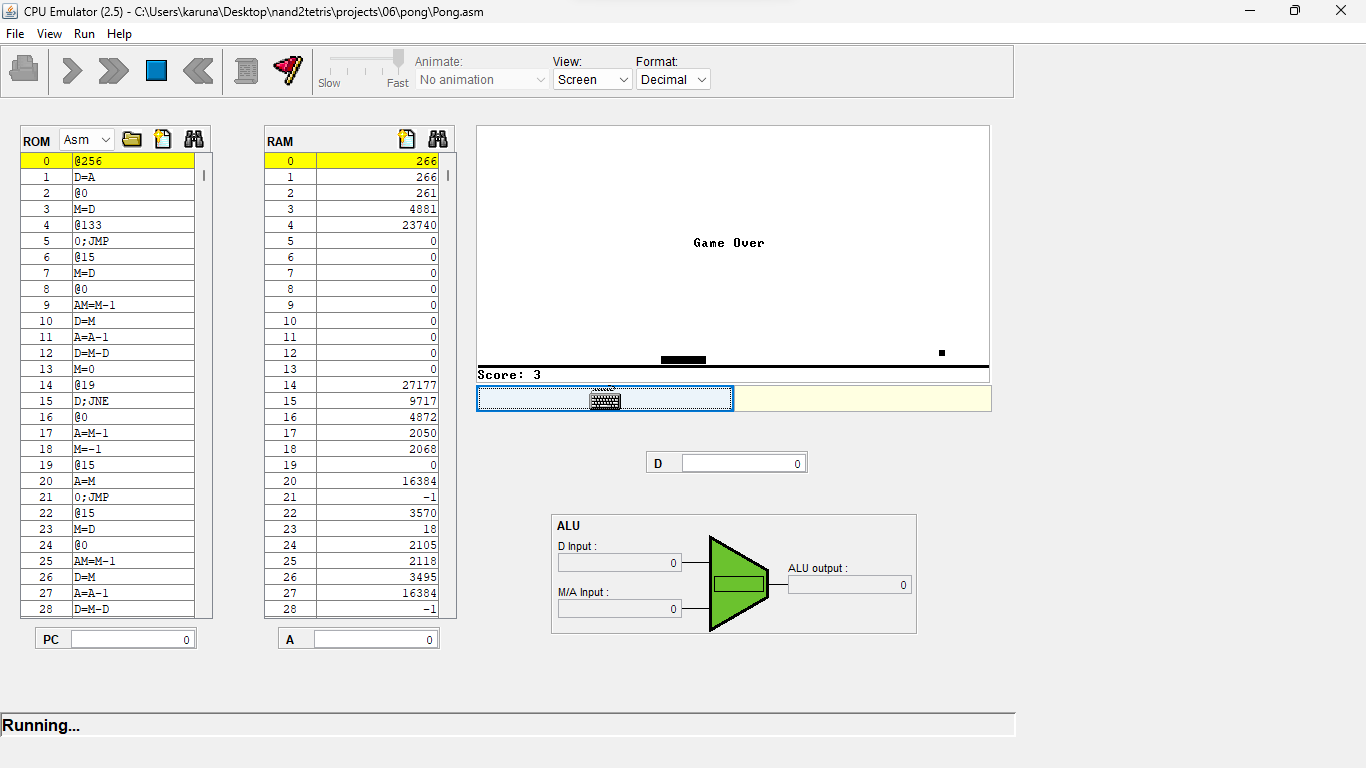 CPU Emulator (2.5) - C:\Users\karuna\Desktop\nand2tetris\projects\06\pong\Pong.asm
File View Run Help
Slow Fast
Animate:
No animation
View:
Screen
Format:
Decimal
ROM Asm
0 @256
1 D=A
2 @0
3 M=D
4 @133
5 0;JMP
6 @15
7 M=D
8 @0
9 AM=M-1
10 D=M
11 A=A-1
12 D=M-D
13 M=0
14 @19
15 D;JNE
16 @0
17 A=M-1
18 M=-1
19 @15
20 A=M
21 0;JMP
22 @15
23 M=D
24 @0
25 AM=M-1
26 D=M
27 A=A-1
28 D=M-D
PC 0
RAM
0 266
1 266
2 261
3 4881
4 23740
5 0
6 0
7 0
8 0
9 0
10 0
11 0
12 0
13 0
14 27177
15 9717
16 4872
17 2050
18 2068
19 0
20 16384
21 -1
22 3570
23 18
24 2105
25 2118
26 3495
27 16384
28 -1
A 0
Game Over
Score: 3
D 0
ALU
D Input :
0
M/A Input :
0
ALU output :
0
Running...